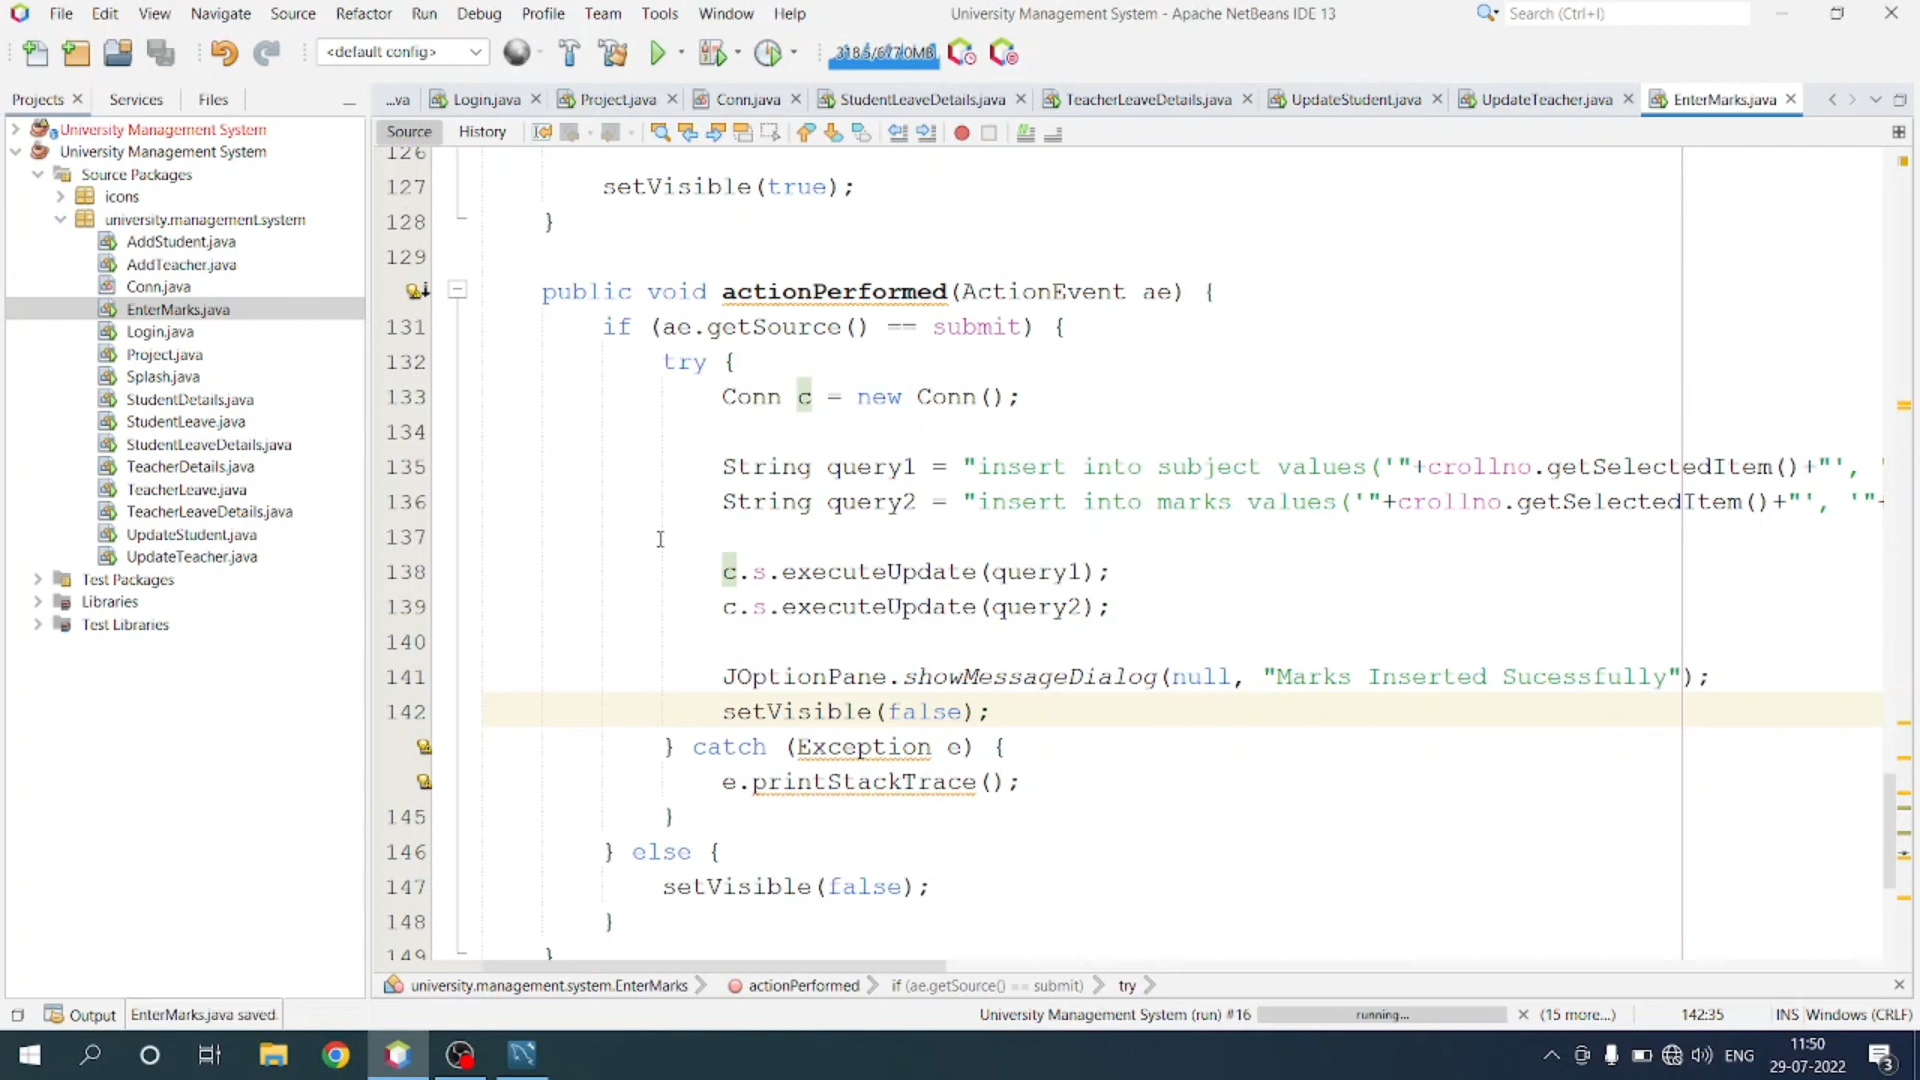 File Edit View Navigate Source Refactor Run Debug Profile Team Tools Window Help
University Management System - Apache NetBeans IDE 13
Search (Ctrl+I)
<default config>
318.5/677.0MB
Projects Services Files
...va Login.java Project.java Conn.java StudentLeaveDetails.java TeacherLeaveDetails.java UpdateStudent.java UpdateTeacher.java EnterMarks.java
Source History
University Management System
University Management System
Source Packages
icons
university.management.system
AddStudent.java
AddTeacher.java
Conn.java
EnterMarks.java
Login.java
Project.java
Splash.java
StudentDetails.java
StudentLeave.java
StudentLeaveDetails.java
TeacherDetails.java
TeacherLeave.java
TeacherLeaveDetails.java
UpdateStudent.java
UpdateTeacher.java
Test Packages
Libraries
Test Libraries
126
127 setVisible(true);
128 }
129
public void actionPerformed(ActionEvent ae) {
131 if (ae.getSource() == submit) {
132 try {
133 Conn c = new Conn();
134
135 String query1 = "insert into subject values('"+crollno.getSelectedItem()+"', '
136 String query2 = "insert into marks values('"+crollno.getSelectedItem()+"', '"+
137
138 c.s.executeUpdate(query1);
139 c.s.executeUpdate(query2);
140
141 JOptionPane.showMessageDialog(null, "Marks Inserted Sucessfully");
142 setVisible(false);
} catch (Exception e) {
e.printStackTrace();
145 }
146 } else {
147 setVisible(false);
148 }
149 }
university.management.system.EnterMarks actionPerformed if (ae.getSource() == submit) try
Output EnterMarks.java saved. University Management System (run) #16 running... (15 more...) 142:35 INS Windows (CRLF)
ENG
11:50
29-07-2022
3